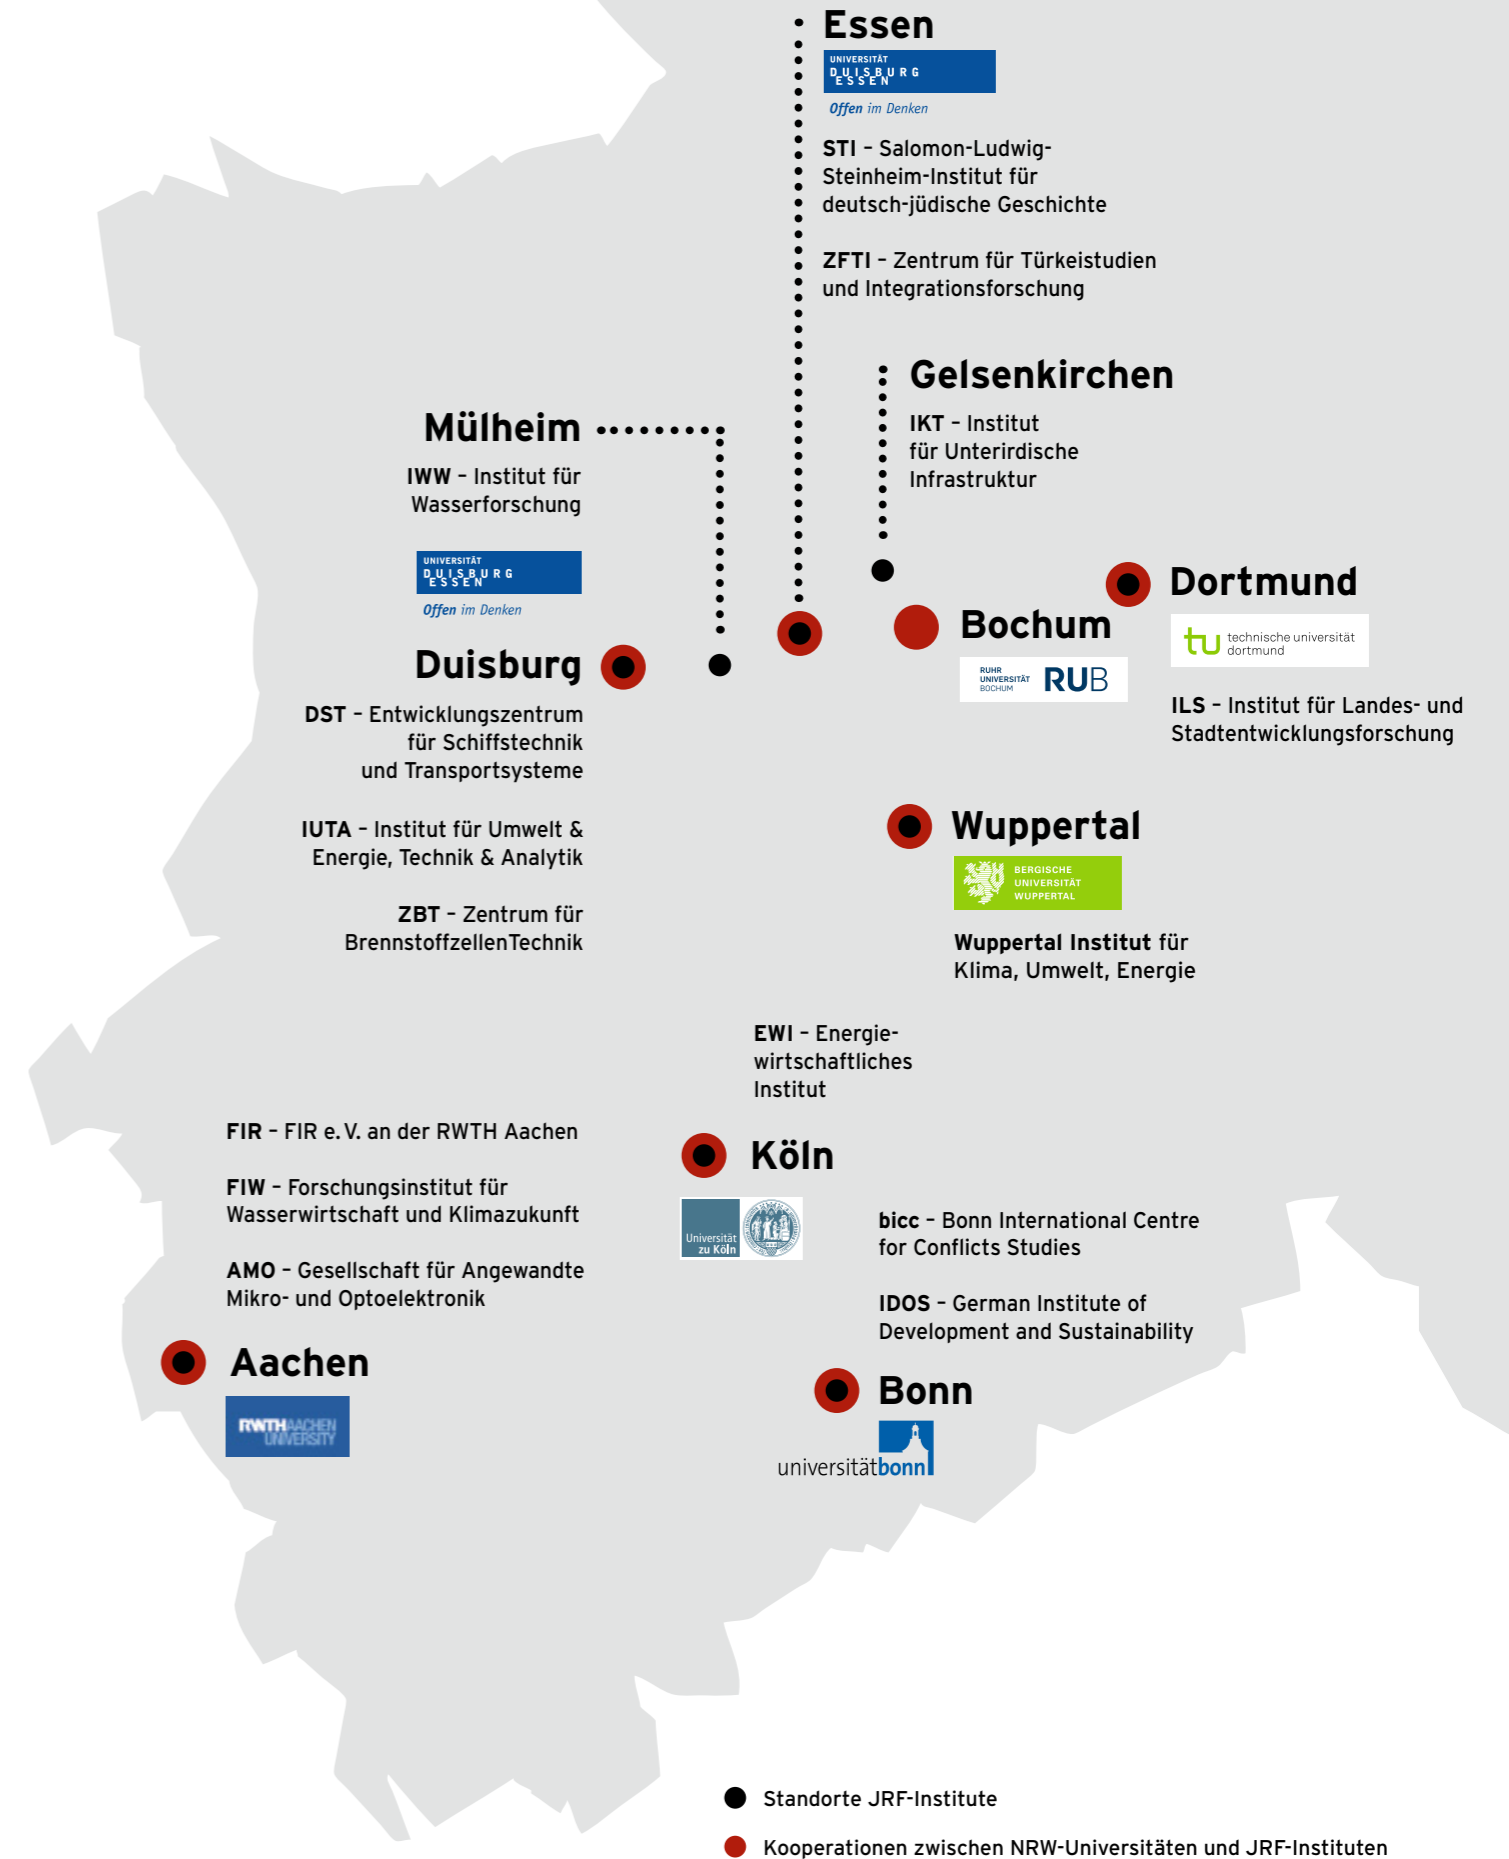 Essen
UNIVERSITÄT
DUISBURG
ESSEN
Offen im Denken
STI – Salomon-Ludwig-
Steinheim-Institut für
deutsch-jüdische Geschichte
ZFTI – Zentrum für Türkeistudien
und Integrationsforschung
Gelsenkirchen
IKT – Institut
für Unterirdische
Infrastruktur
Mülheim
IWW – Institut für
Wasserforschung
UNIVERSITÄT
DUISBURG
ESSEN
Offen im Denken
Duisburg
DST – Entwicklungszentrum
für Schiffstechnik
und Transportsysteme
IUTA – Institut für Umwelt &
Energie, Technik & Analytik
ZBT – Zentrum für
BrennstoffzellenTechnik
Bochum
RUHR
UNIVERSITÄT
BOCHUM
RUB
Dortmund
tu technische universität
dortmund
ILS – Institut für Landes- und
Stadtentwicklungsforschung
Wuppertal
BERGISCHE
UNIVERSITÄT
WUPPERTAL
Wuppertal Institut für
Klima, Umwelt, Energie
EWI – Energie-
wirtschaftliches
Institut
Köln
Universität
zu Köln
FIR – FIR e. V. an der RWTH Aachen
FIW – Forschungsinstitut für
Wasserwirtschaft und Klimazukunft
AMO – Gesellschaft für Angewandte
Mikro- und Optoelektronik
Aachen
RWTHAACHEN
UNIVERSITY
bicc – Bonn International Centre
for Conflicts Studies
IDOS – German Institute of
Development and Sustainability
Bonn
universitätbonn
Standorte JRF-Institute
Kooperationen zwischen NRW-Universitäten und JRF-Instituten